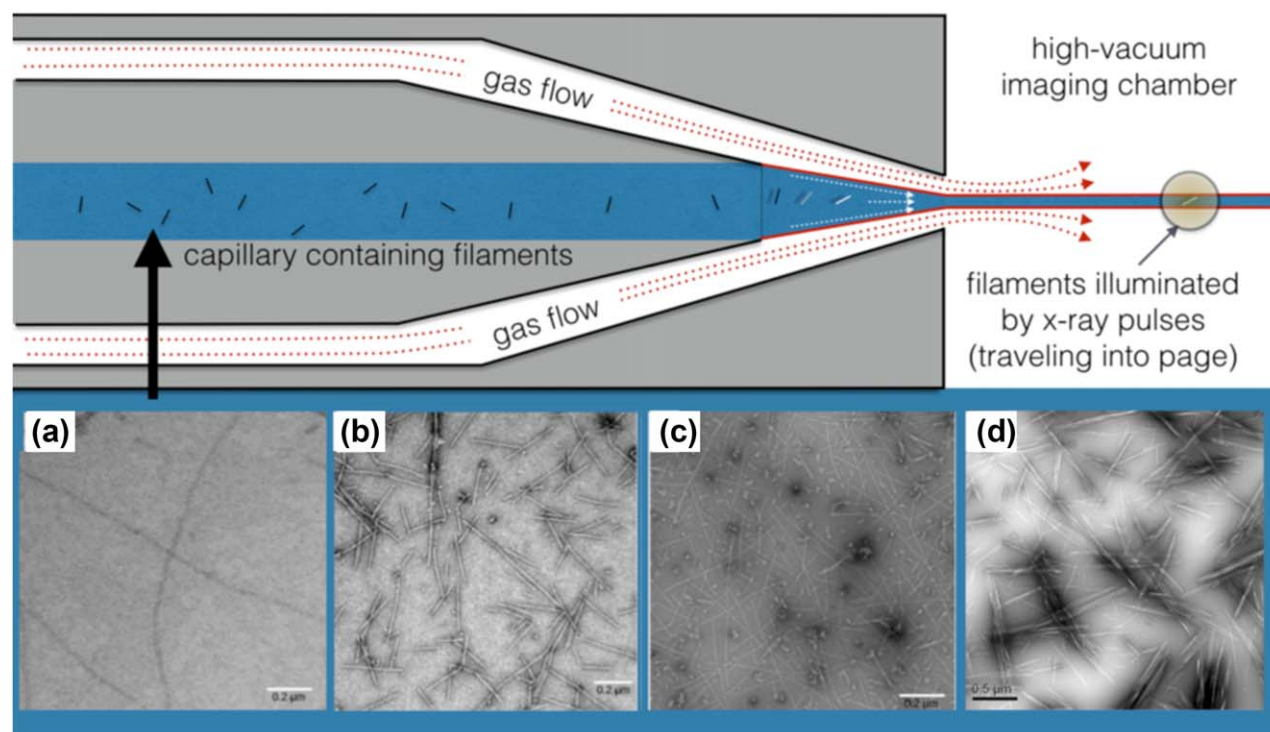 high-vacuum
imaging chamber
gas flow
capillary containing filaments
gas flow
filaments illuminated
by x-ray pulses
(traveling into page)
(a)
(b)
(c)
(d)
0.2 μm
0.2 μm
0.2 μm
0.5 μm